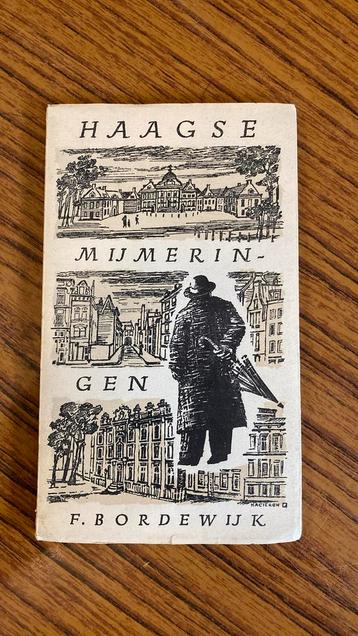 HAAGSE
MIJMERIN-
GEN
F. BORDEWIJK